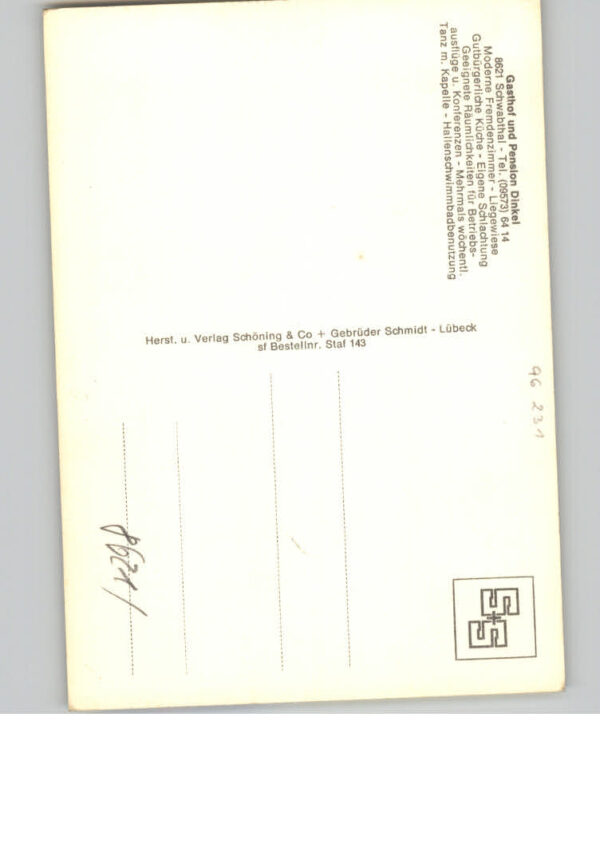 Gasthof und Pension Dinkel
8621 Schwabthal - Tel. (09573) 64 14
Moderne Fremdenzimmer - Liegewiese
Gutbürgerliche Küche - Eigene Schlachtung
Geeignete Räumlichkeiten für Betriebs-
ausflüge u. Konferenzen - Mehrmals wöchentl.
Tanz m. Kapelle - Hallenschwimmbadbenutzung
Herst. u. Verlag Schöning & Co + Gebrüder Schmidt - Lübeck
sf Bestellnr. Staf 143
96 231
S+S
8621/